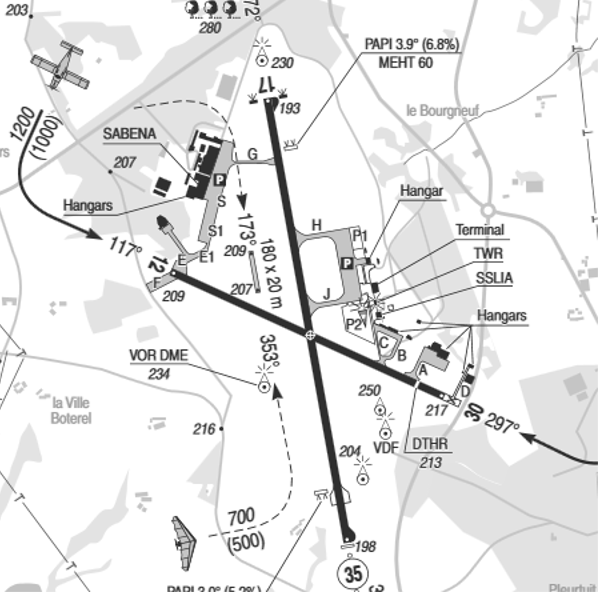 203
280
72°
230
17
193
PAPI 3.9° (6.8%)
MEHT 60
le Bourgneuf
1200
(1000)
rs
207
SABENA
P
G
S
Hangars
S1
E
E1
F
12
117°
209
173°
209
207
180 x 20 m
353°
H
P1
P
J
P2
Hangar
Terminal
TWR
SSLIA
Hangars
C
B
A
D
30
297°
217
DTHR
213
VOR DME
234
la Ville
Boterel
216
250
VDF
204
700
(500)
198
35
PAPI 3.0° (5.2%)
Pleurtuit